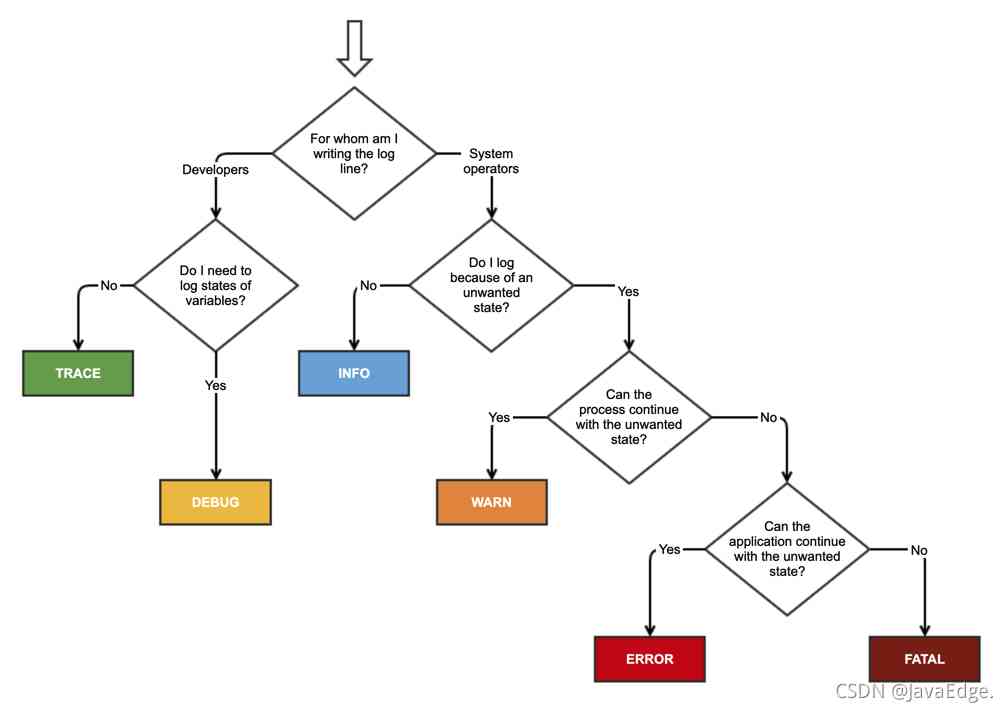 For whom am I
writing the log
line?
Developers
System
operators
Do I need to
log states of
variables?
Do I log
because of an
unwanted
state?
No
No
Yes
TRACE
INFO
Yes
Can the
process continue
with the unwanted
state?
Yes
No
DEBUG
WARN
Can the
application continue
with the unwanted
state?
Yes
No
ERROR
FATAL
CSDN @JavaEdge.